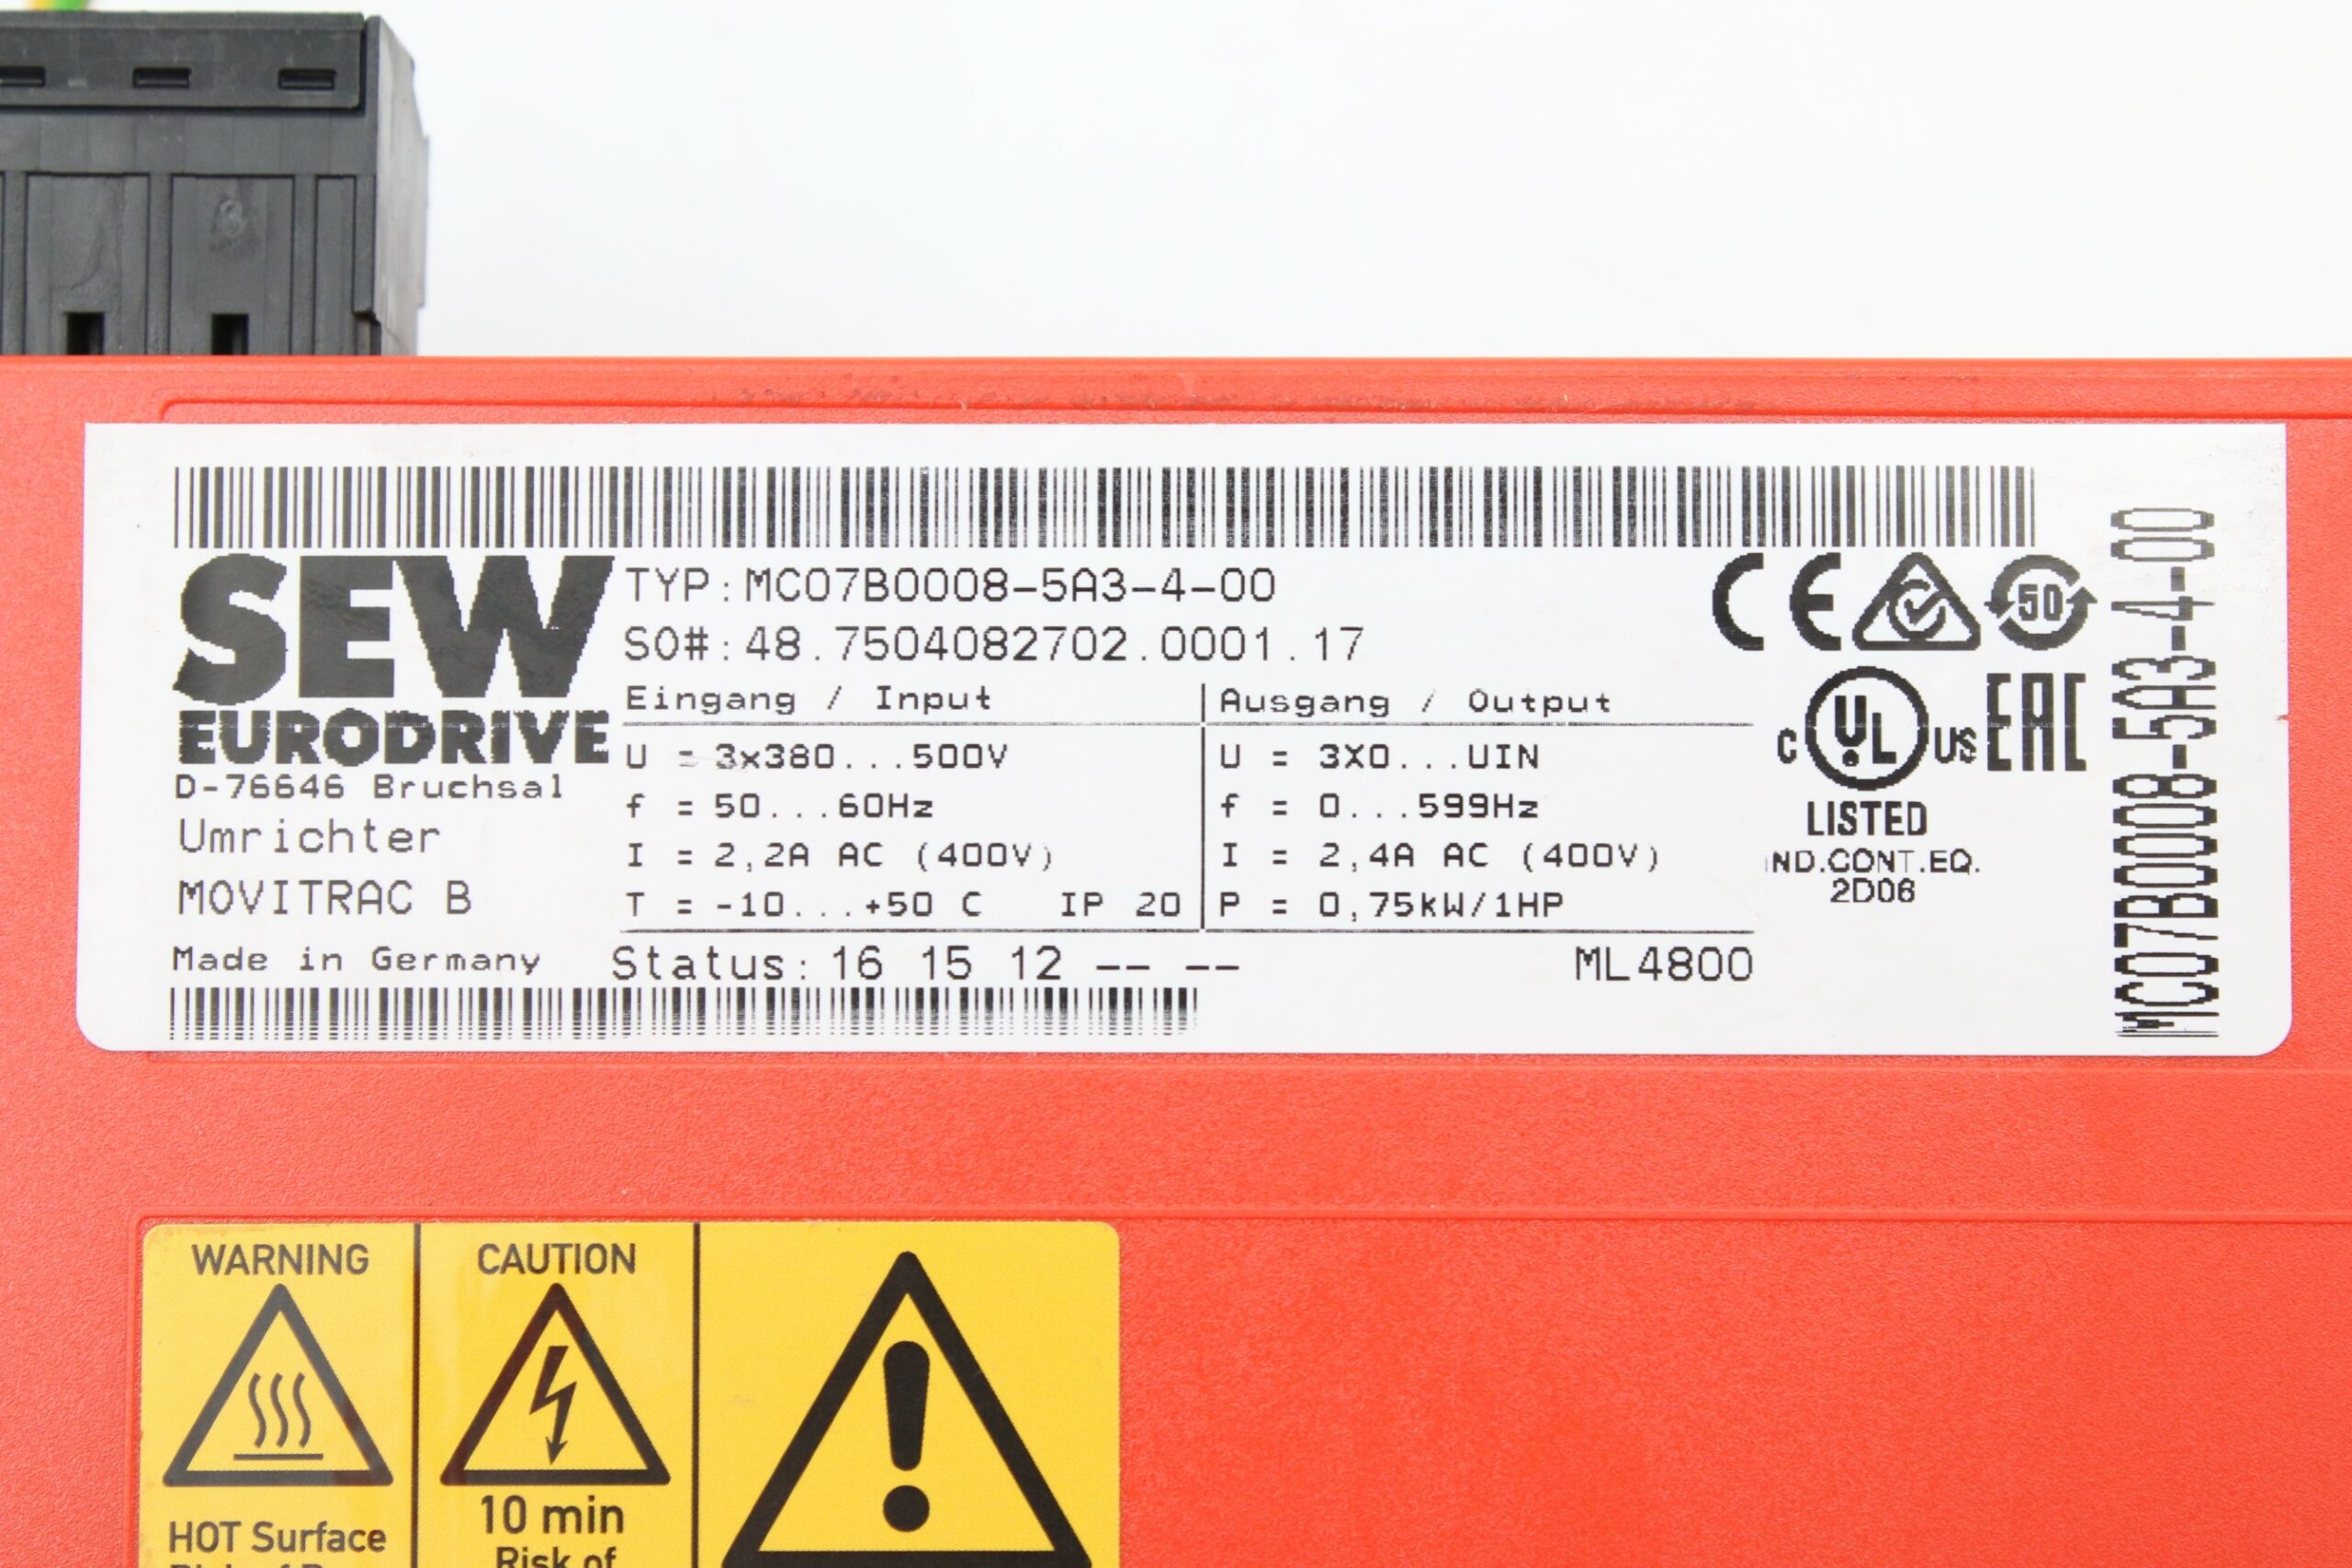 SEW
EURODRIVE
D-76646 Bruchsal
Umrichter
MOVITRAC B
Made in Germany
TYP:MC07B0008-5A3-4-00
SO#:48.7504082702.0001.17
Eingang / Input
U = 3x380...500V
f = 50...60Hz
I = 2,2A AC (400V)
T = -10...+50 C IP 20
Ausgang / Output
U = 3X0...UIN
f = 0...599Hz
I = 2,4A AC (400V)
P = 0,75kW/1HP
Status: 16 15 12 -- --
ML4800
CE
50
C UL US
EAC
LISTED
IND.CONT.EQ.
2D06
MC07B0008-5A3-4-00
WARNING
HOT Surface
CAUTION
10 min
Risk of